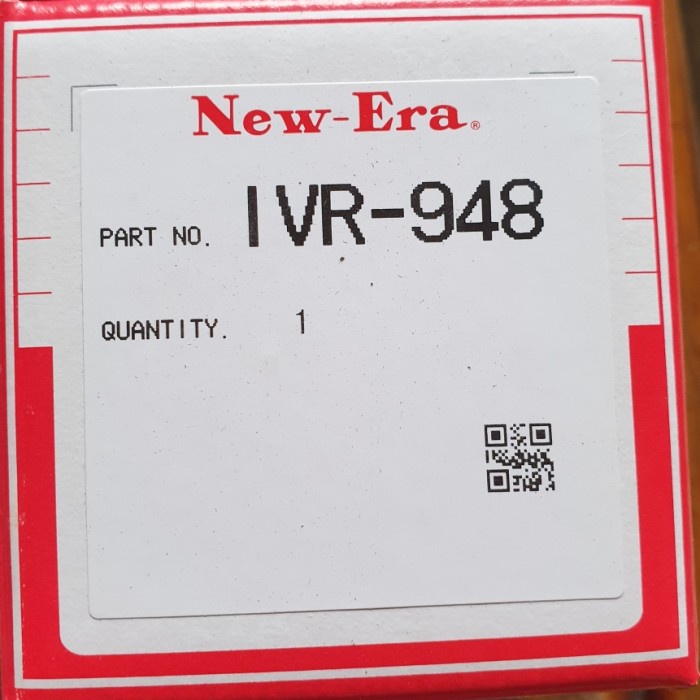 New-Era®
PART NO. IVR-948
QUANTITY. 1